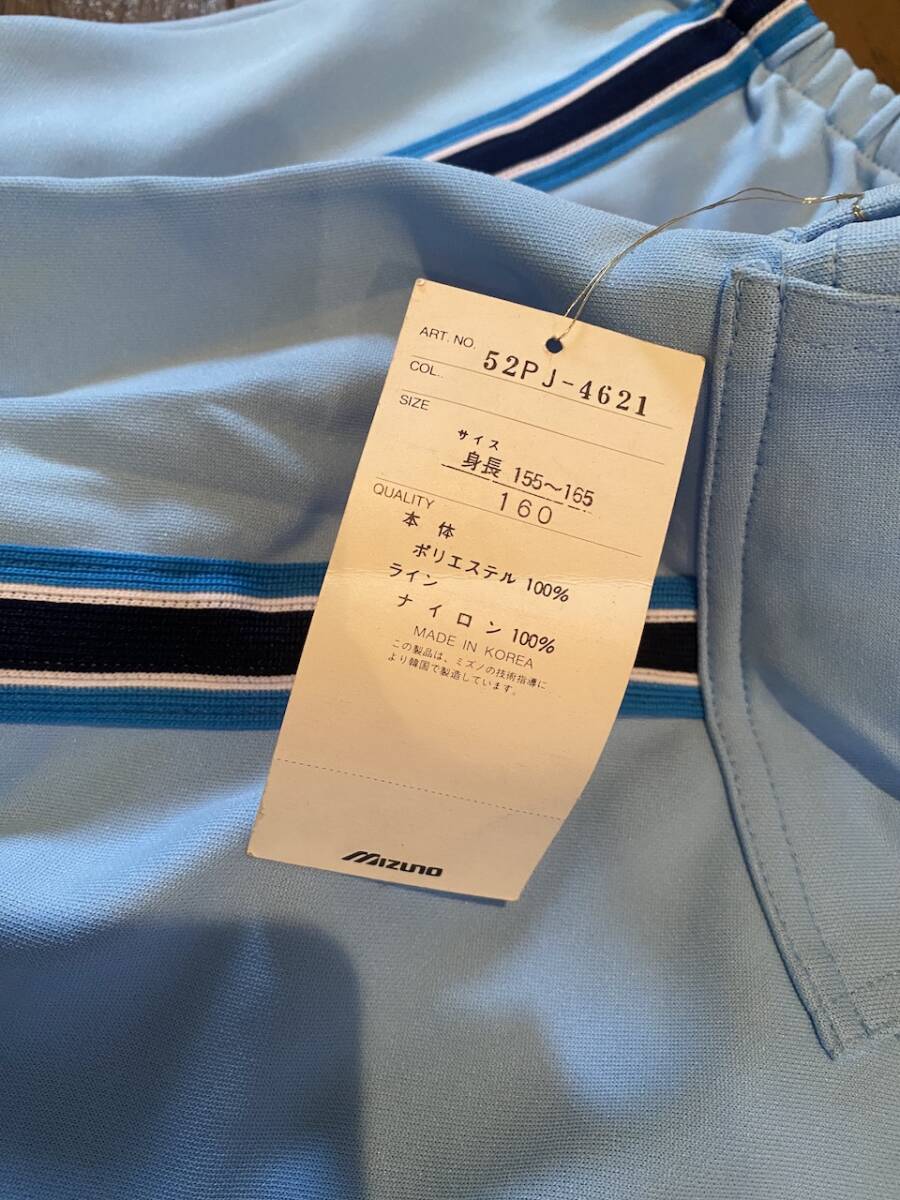 ART. NO. 52PJ-4621
COL.
SIZE
サイズ
身長 155〜165
160
QUALITY
本体
ポリエステル 100%
ライン
ナイロン 100%
MADE IN KOREA
この製品は、ミズノの技術指導に
より韓国で製造しています。
MIZUNO